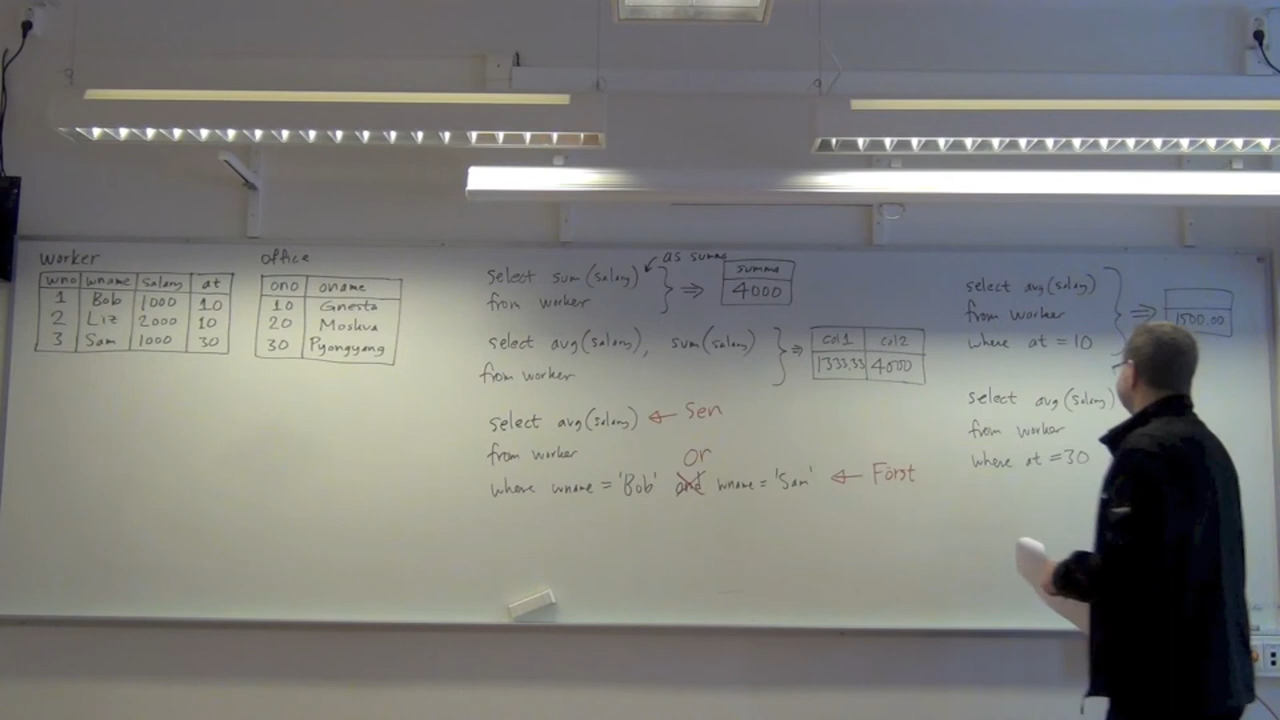 worker
wno wname salary at
1 Bob 1000 10
2 Liz 2000 10
3 Sam 1000 30
office
ono oname
10 Gnesta
20 Moskva
30 Pyongyang
select sum(salary) as summa
from worker
⇒
summa
4000
select avg(salary), sum(salary)
from worker
⇒
col1 col2
1333.33 4000
select avg(salary) ← Sen
from worker
or
where wname = 'Bob' and wname = 'Sam' ← Först
select avg(salary)
from worker
where at = 10
⇒
1500.00
select avg(salary)
from worker
where at = 30